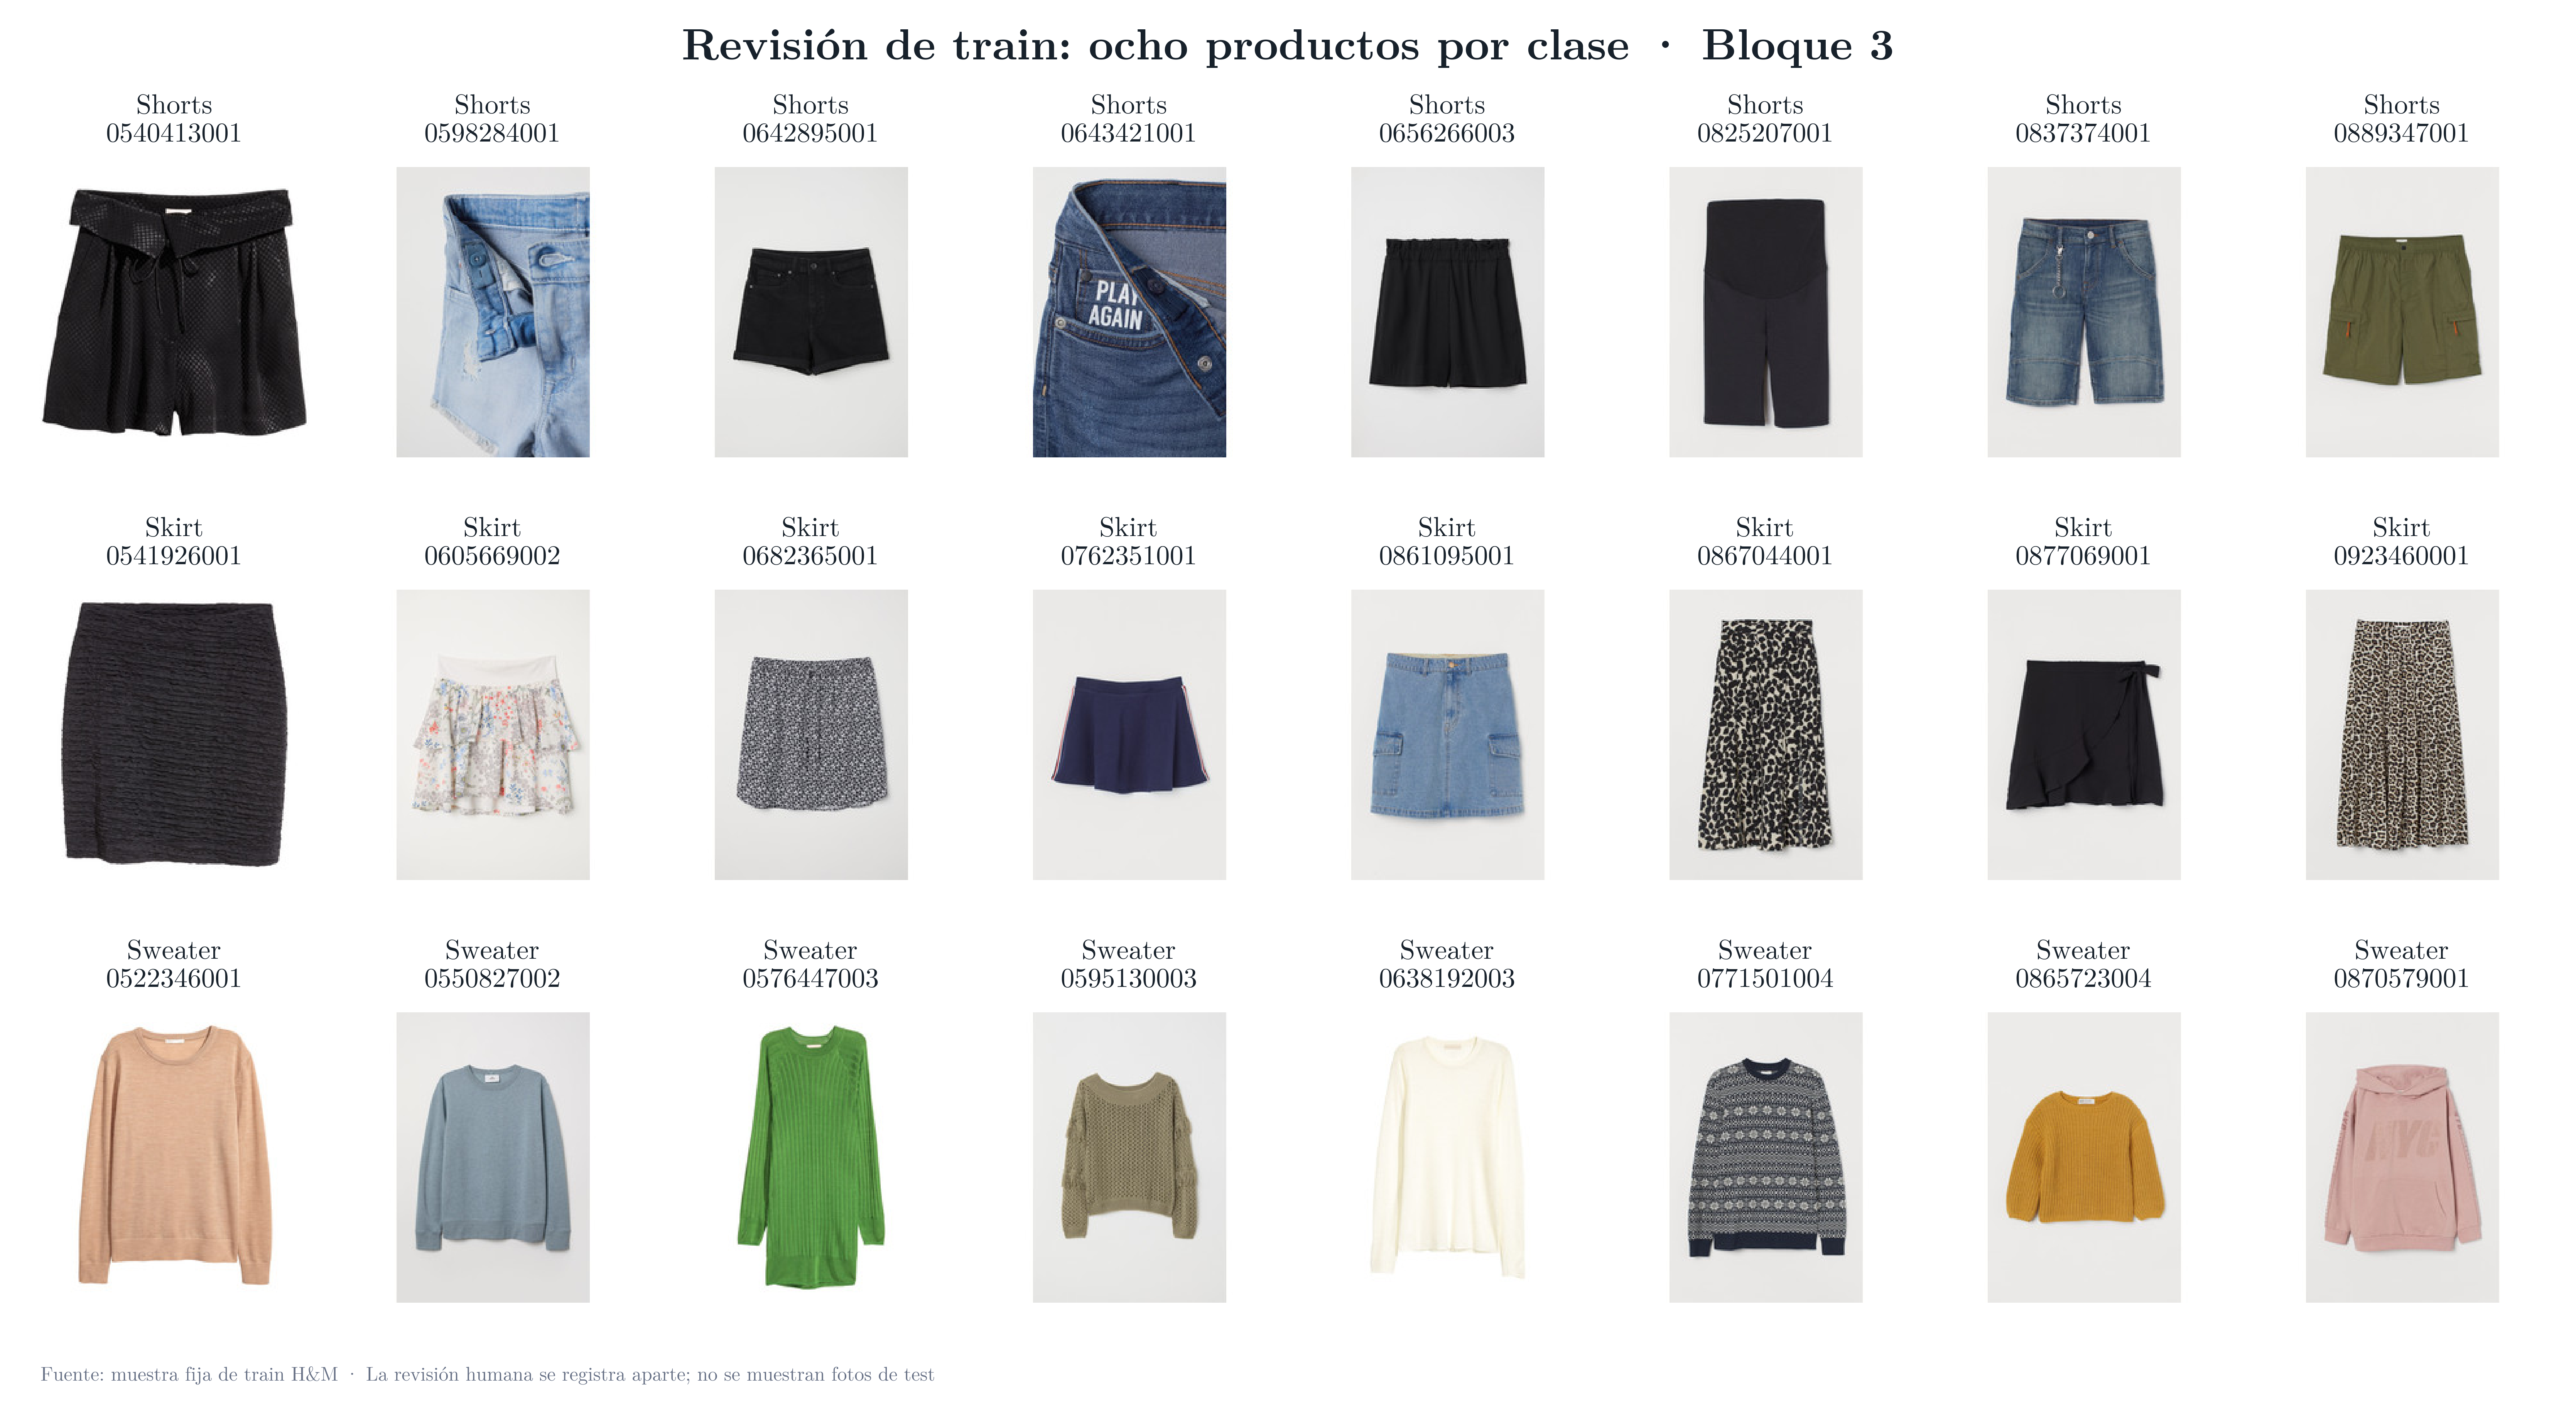 Revisión de train: ocho productos por clase · Bloque 3
Shorts
0540413001
Shorts
0598284001
Shorts
0642895001
Shorts
0643421001
Shorts
0656266003
Shorts
0825207001
Shorts
0837374001
Shorts
0889347001
PLAY
AGAIN
Skirt
0541926001
Skirt
0605669002
Skirt
0682365001
Skirt
0762351001
Skirt
0861095001
Skirt
0867044001
Skirt
0877069001
Skirt
0923460001
Sweater
0522346001
Sweater
0550827002
Sweater
0576447003
Sweater
0595130003
Sweater
0638192003
Sweater
0771501004
Sweater
0865723004
Sweater
0870579001
NYC
Fuente: muestra fija de train H&M · La revisión humana se registra aparte; no se muestran fotos de test